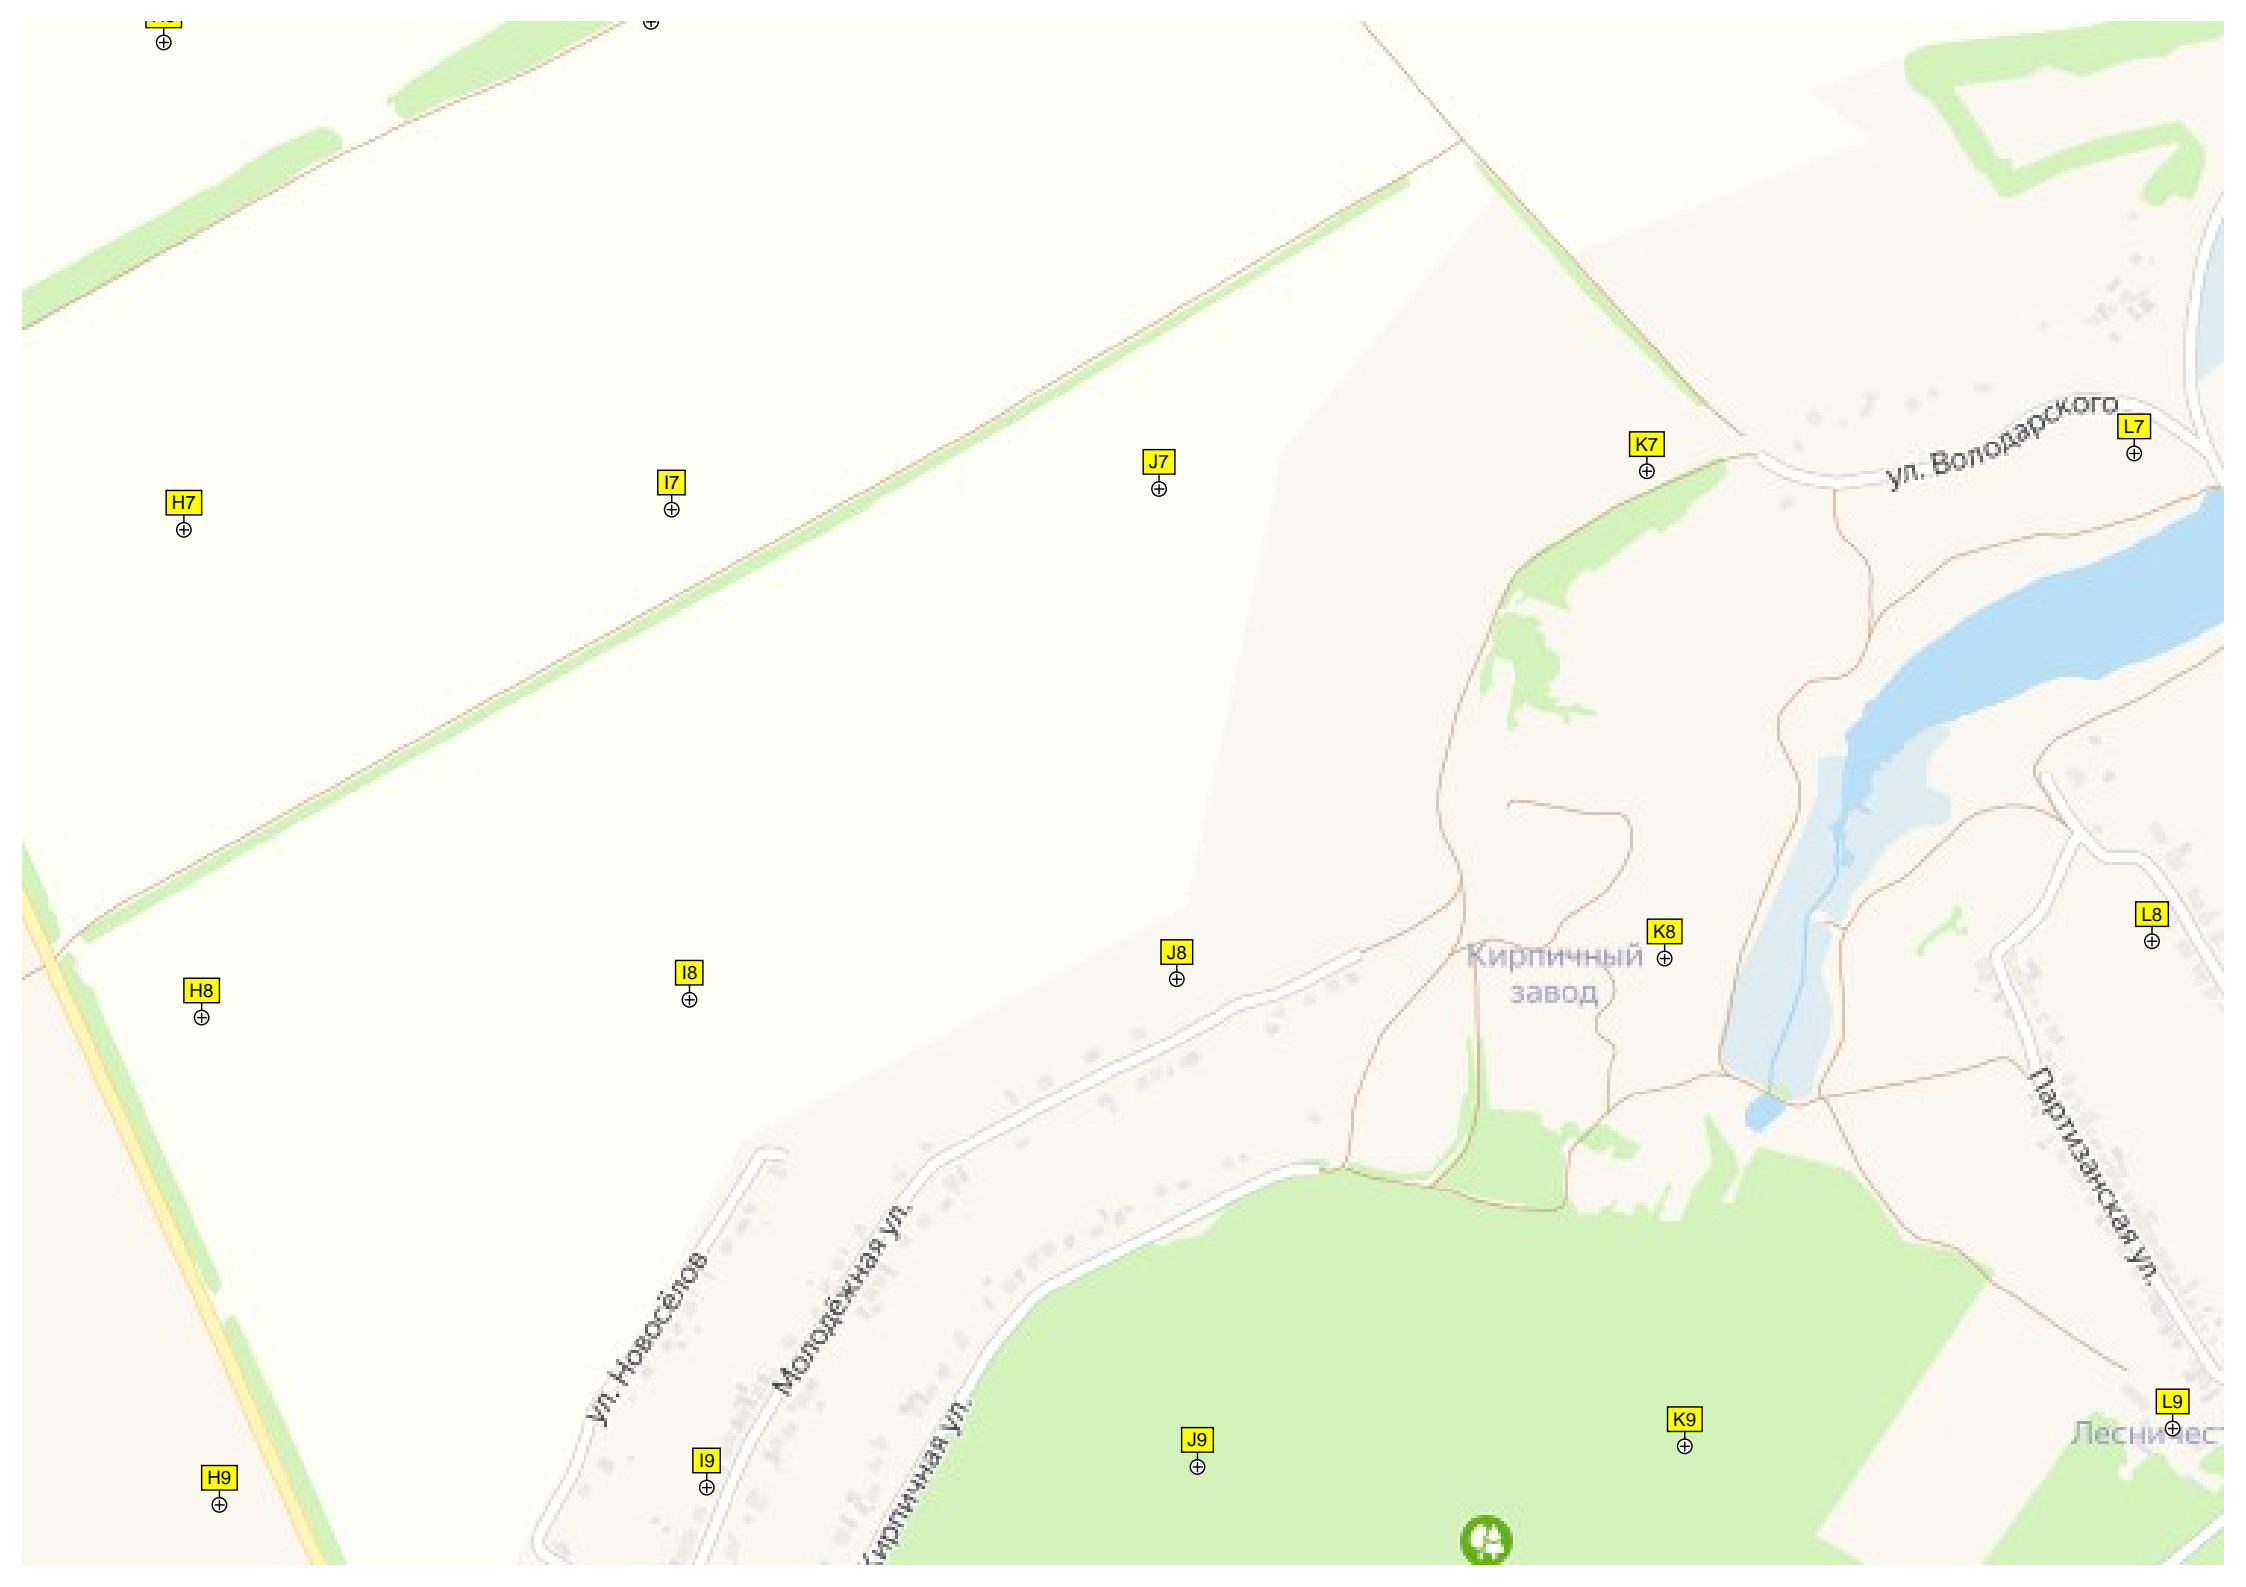 ул. Володарского
L7
K7
J7
I7
H7
L8
K8
Кирпичный
завод
J8
I8
H8
Партизанская ул.
ул. Новосёлов
Молодёжная ул.
Кирпичная ул.
L9
Лесничест
K9
J9
I9
H9